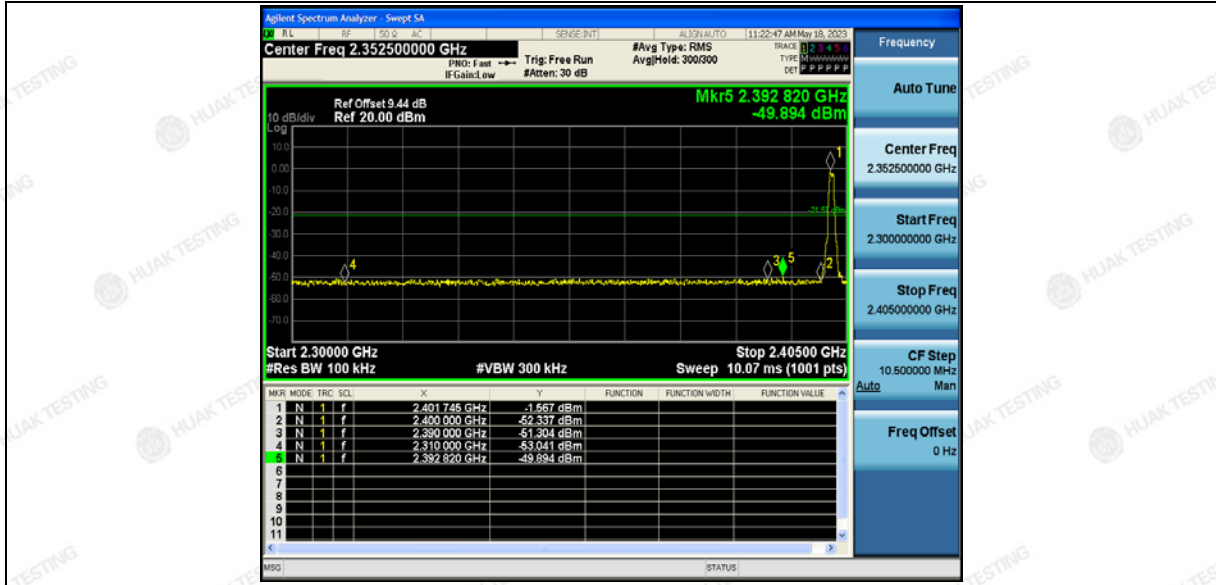 Agilent Spectrum Analyzer - Swept SA
RL RF 50 Ω AC SENSE:INT ALIGN AUTO 11:22:47 AM May 18, 2023
Center Freq 2.352500000 GHz
PNO: Fast
IFGain:Low
Trig: Free Run
#Atten: 30 dB
#Avg Type: RMS
Avg|Hold: 300/300
TRACE 1 2 3 4 5 6
TYPE M
DET P P P P P P
Mkr5 2.392 820 GHz
-49.894 dBm
Ref Offset 9.44 dB
10 dB/div Ref 20.00 dBm
Log
10.0
0.00
-10.0
-20.0
-30.0
-40.0
-50.0
-60.0
-70.0
1
4
3
5
2
Start 2.30000 GHz Stop 2.40500 GHz
#Res BW 100 kHz #VBW 300 kHz Sweep 10.07 ms (1001 pts)
MKR MODE TRC SCL X Y FUNCTION FUNCTION WIDTH FUNCTION VALUE
1 N 1 f 2.401 745 GHz -1.567 dBm
2 N 1 f 2.400 000 GHz -52.337 dBm
3 N 1 f 2.390 000 GHz -51.304 dBm
4 N 1 f 2.310 000 GHz -53.041 dBm
5 N 1 f 2.392 820 GHz -49.894 dBm
6
7
8
9
10
11
MSG STATUS
Frequency
Auto Tune
Center Freq
2.352500000 GHz
Start Freq
2.300000000 GHz
Stop Freq
2.405000000 GHz
CF Step
10.500000 MHz
Auto Man
Freq Offset
0 Hz
HUAK TESTING
HUAK TESTING
HUAK TESTING